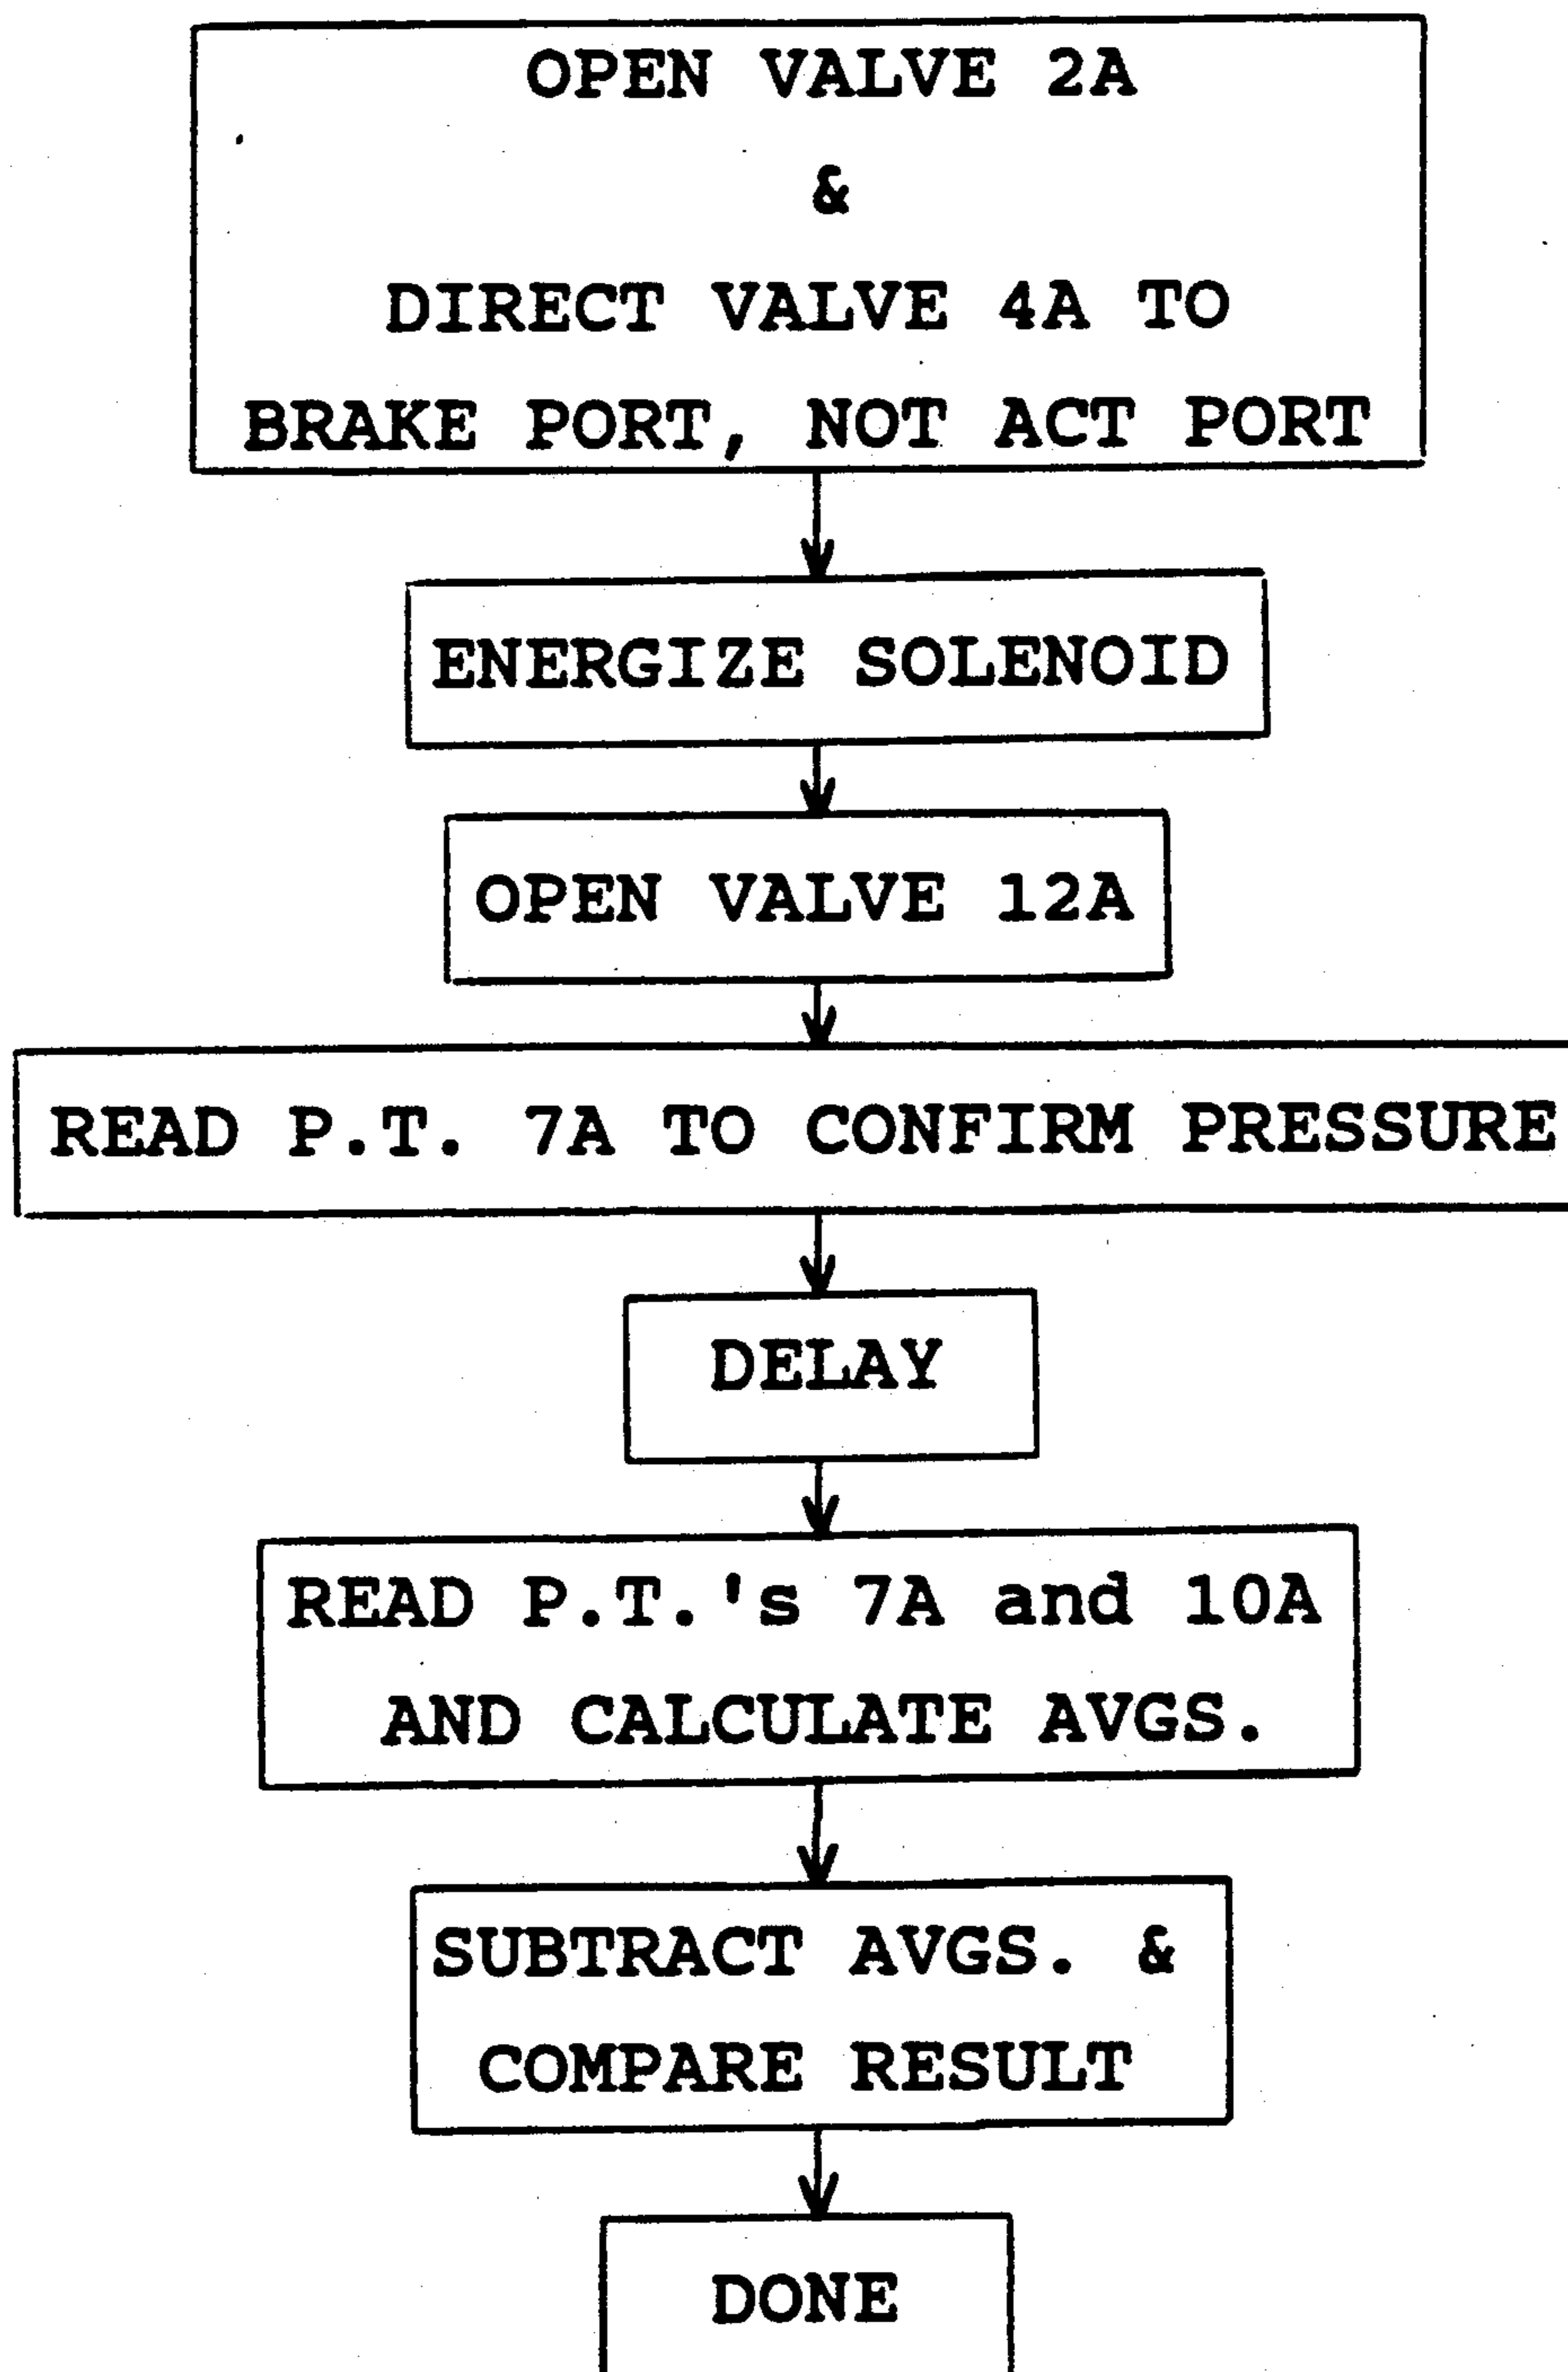 OPEN VALVE 2A
&
DIRECT VALVE 4A TO
BRAKE PORT, NOT ACT PORT
ENERGIZE SOLENOID
OPEN VALVE 12A
READ P.T. 7A TO CONFIRM PRESSURE
DELAY
READ P.T.'s 7A and 10A
AND CALCULATE AVGS.
SUBTRACT AVGS. &
COMPARE RESULT
DONE